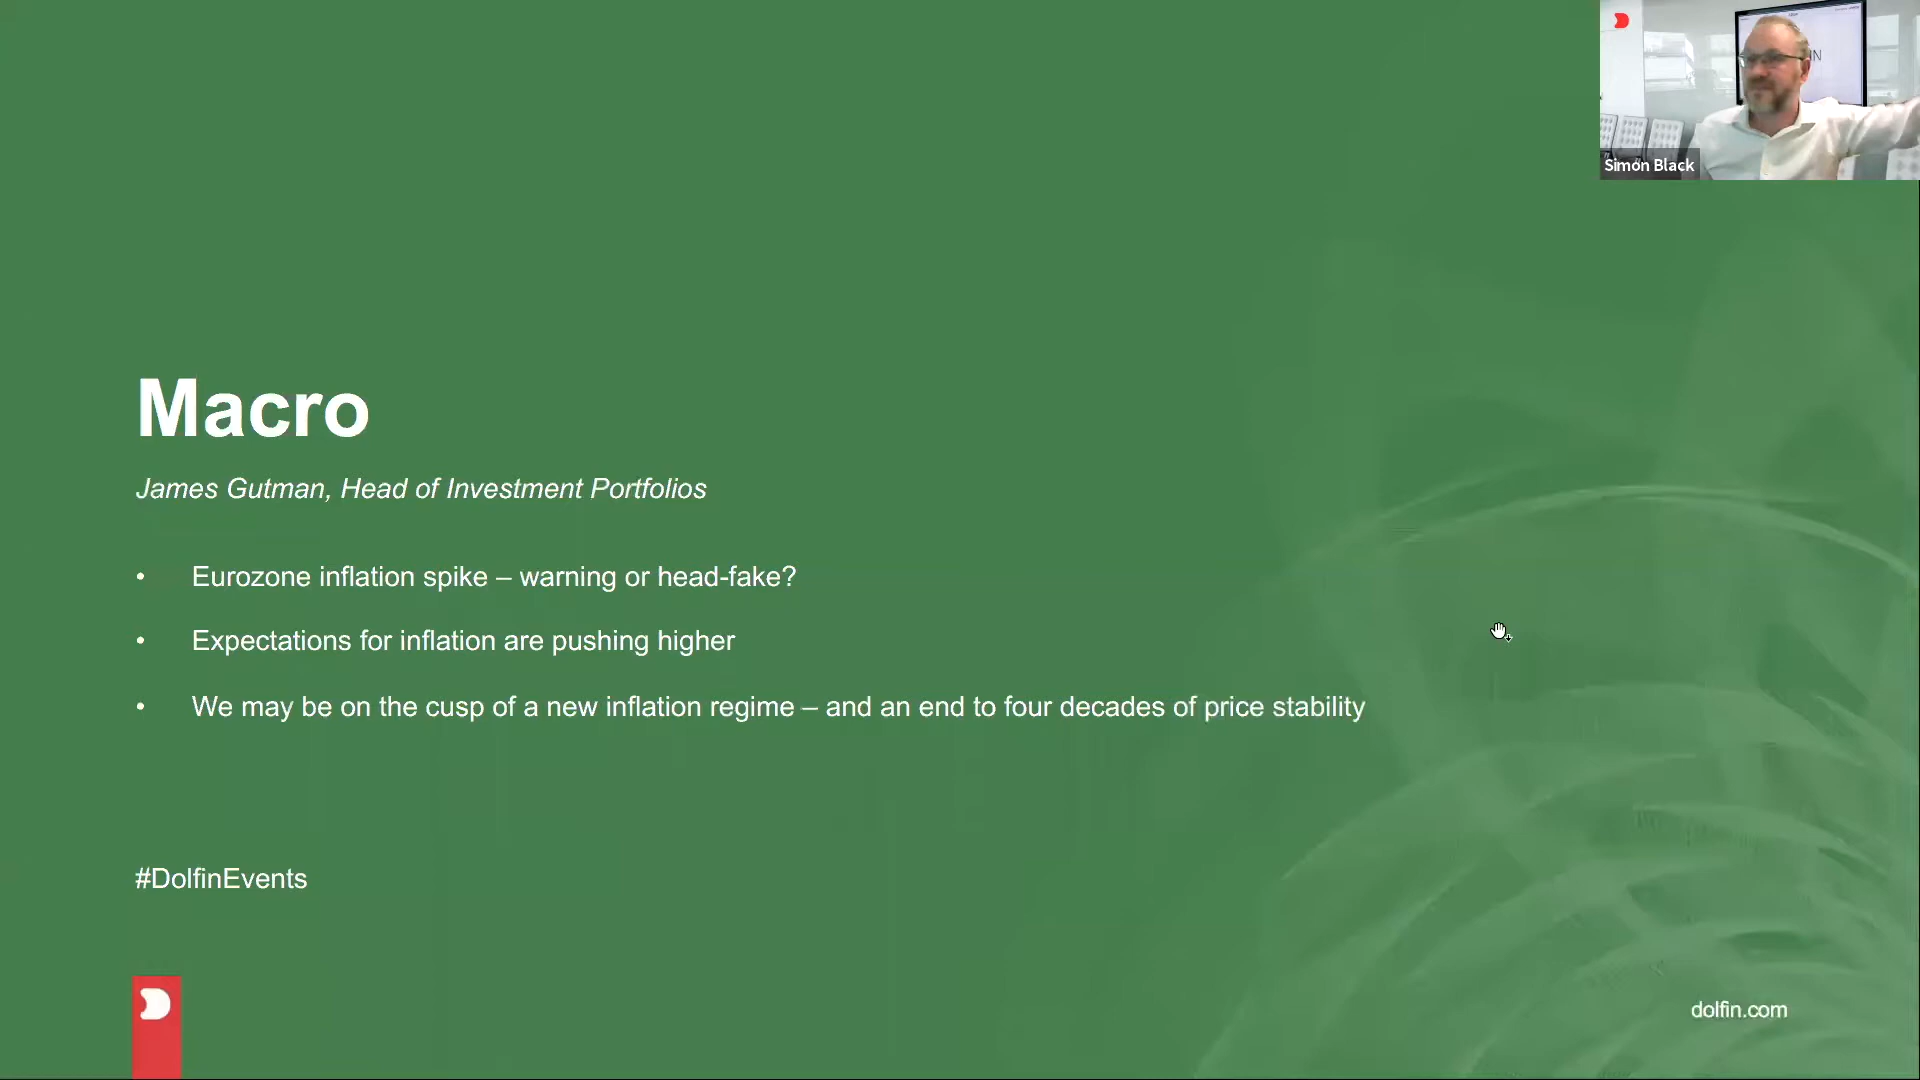 Simon Black
Macro
James Gutman, Head of Investment Portfolios
• Eurozone inflation spike – warning or head-fake?
• Expectations for inflation are pushing higher
• We may be on the cusp of a new inflation regime – and an end to four decades of price stability
#DolfinEvents
dolfin.com